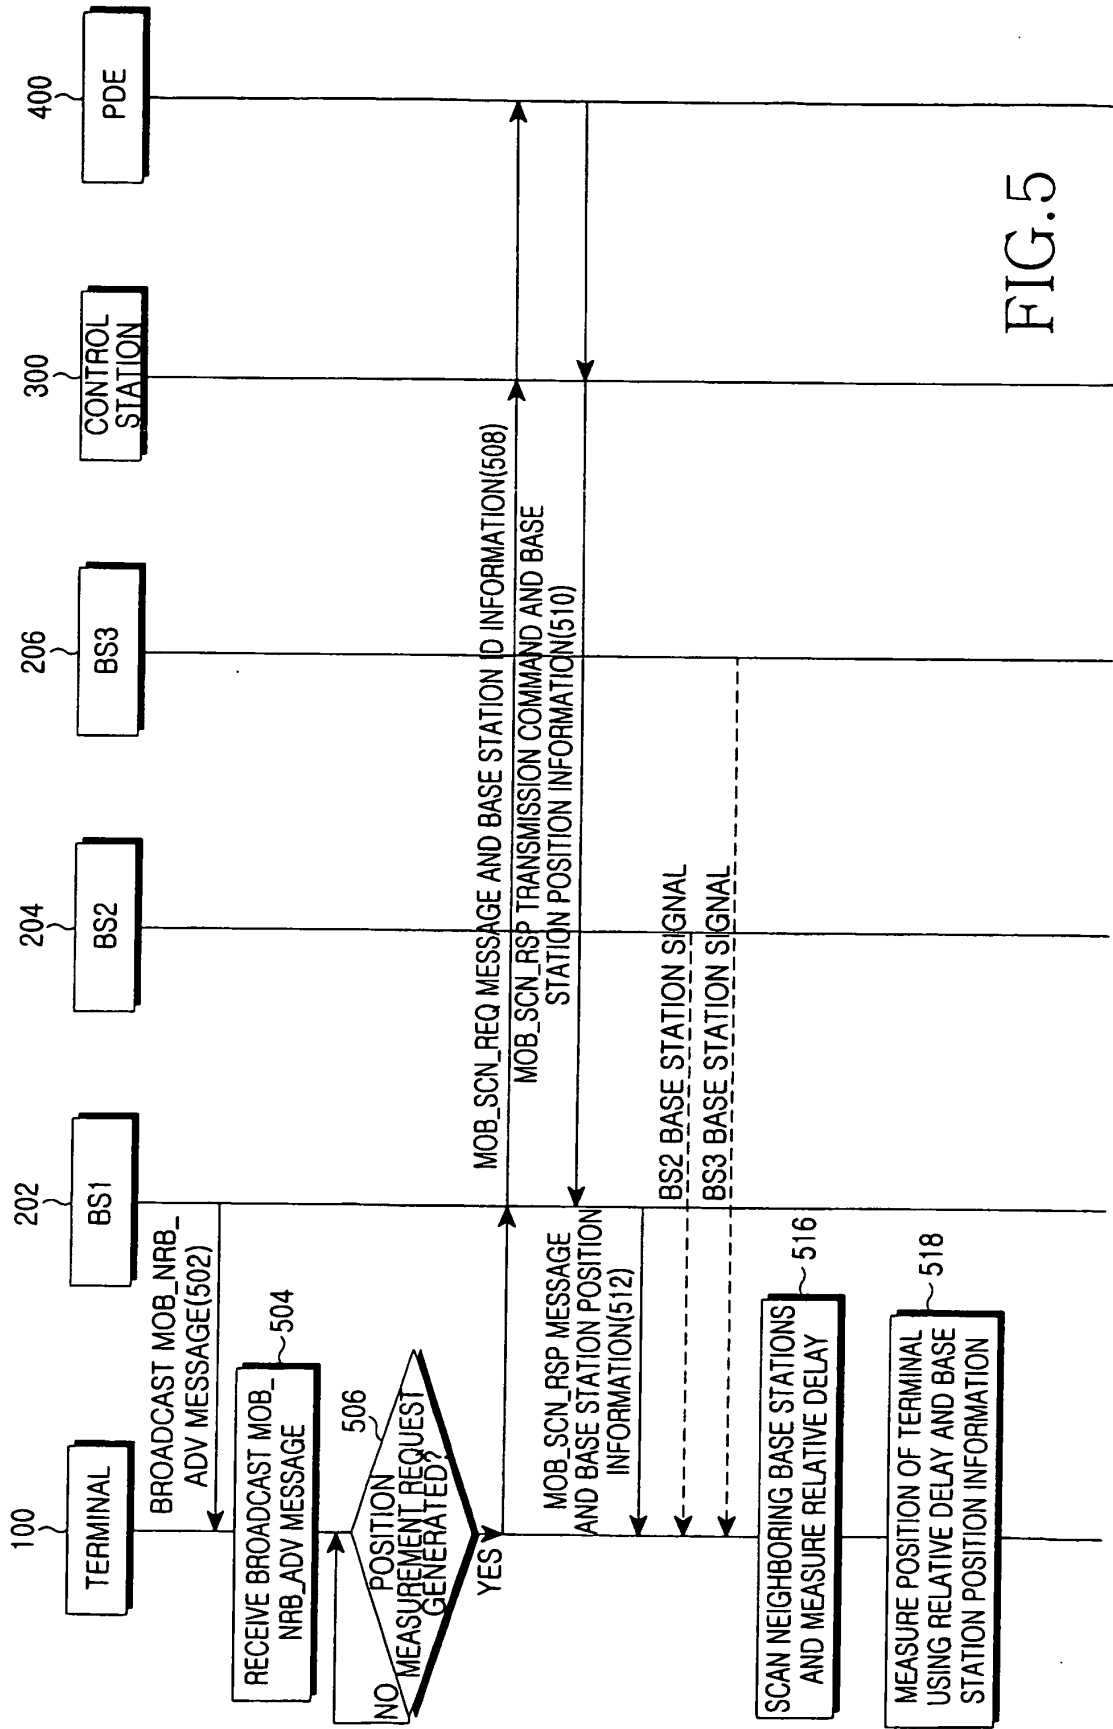 100
TERMINAL
202
BS1
204
BS2
206
BS3
300
CONTROL
STATION
400
PDE
BROADCAST MOB_NRB_
ADV MESSAGE(502)
504
RECEIVE BROADCAST MOB_
NRB_ADV MESSAGE
506
POSITION
MEASUREMENT REQUEST
GENERATED?
NO
YES
MOB_SCN_REQ MESSAGE AND BASE STATION ID INFORMATION(508)
MOB_SCN_RSP TRANSMISSION COMMAND AND BASE
STATION POSITION INFORMATION(510)
MOB_SCN_RSP MESSAGE
AND BASE STATION POSITION
INFORMATION(512)
BS2 BASE STATION SIGNAL
BS3 BASE STATION SIGNAL
516
SCAN NEIGHBORING BASE STATIONS
AND MEASURE RELATIVE DELAY
518
MEASURE POSITION OF TERMINAL
USING RELATIVE DELAY AND BASE
STATION POSITION INFORMATION
FIG.5